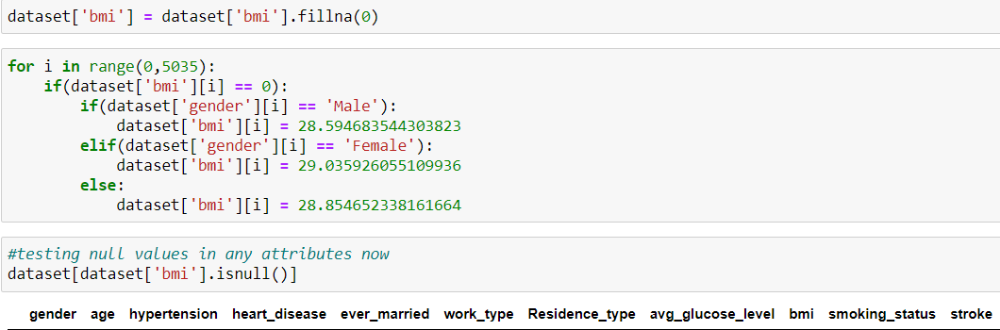 dataset['bmi'] = dataset['bmi'].fillna(0)
for i in range(0,5035):
    if(dataset['bmi'][i] == 0):
        if(dataset['gender'][i] == 'Male'):
            dataset['bmi'][i] = 28.594683544303823
        elif(dataset['gender'][i] == 'Female'):
            dataset['bmi'][i] = 29.035926055109936
        else:
            dataset['bmi'][i] = 28.854652338161664
#testing null values in any attributes now
dataset[dataset['bmi'].isnull()]
gender age hypertension heart_disease ever_married work_type Residence_type avg_glucose_level bmi smoking_status stroke